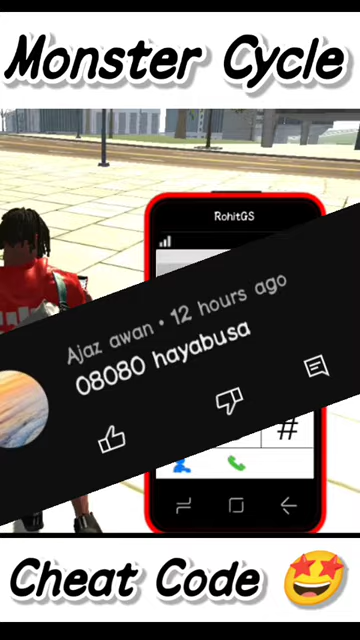 Monster Cycle
RohitGS
Ajaz awan • 12 hours ago
08080 hayabusa
#
Cheat Code 🤩